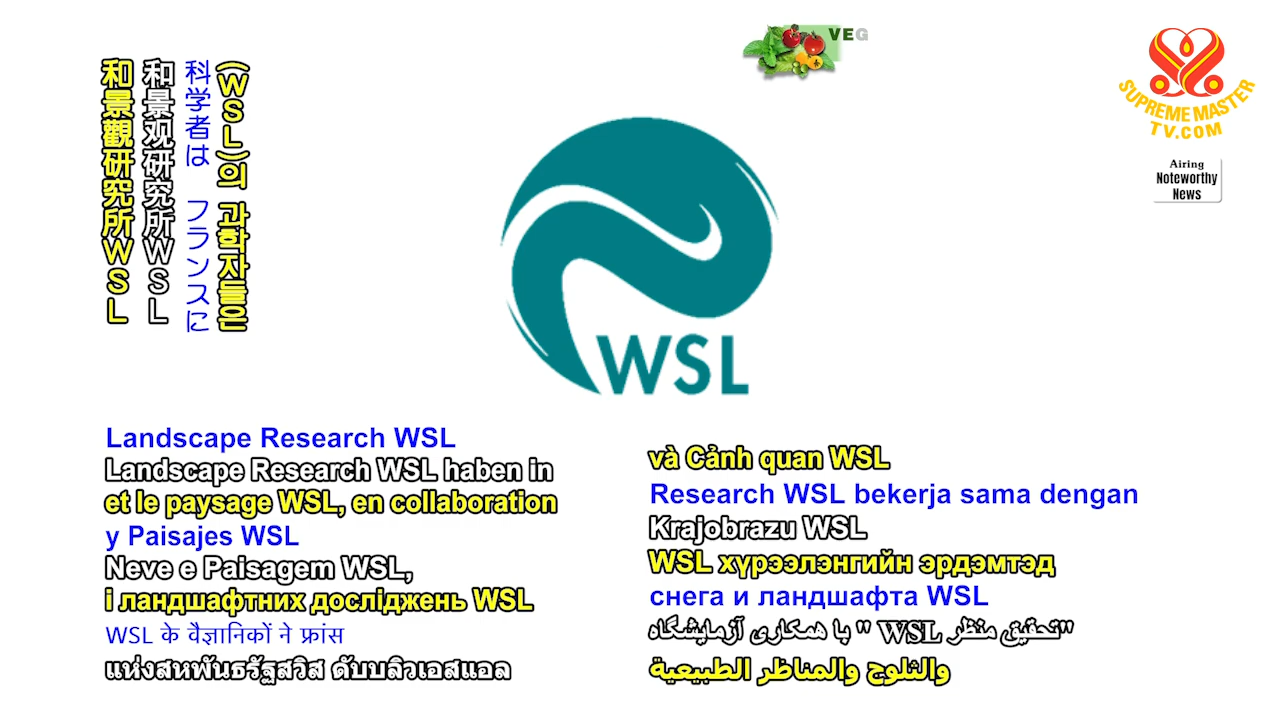 和景觀研究所WSL
和景观研究所WSL
科学者は フランスに
(WSL)의 과학자들은
VEG
SUPREME MASTER
TV.COM
Airing
Noteworthy
News
WSL
Landscape Research WSL
Landscape Research WSL haben in
et le paysage WSL, en collaboration
y Paisajes WSL
Neve e Paisagem WSL,
і ландшафтних досліджень WSL
WSL के वैज्ञानिकों ने फ्रांस
แห่งสหพันธรัฐสวิส ดับบลิวเอสแอล
và Cảnh quan WSL
Research WSL bekerja sama dengan
Krajobrazu WSL
WSL хүрээлэнгийн эрдэмтэд
снега и ландшафта WSL
"تحقیق منظر WSL " با همکاری آزمایشگاه
والثلوج والمناظر الطبيعية